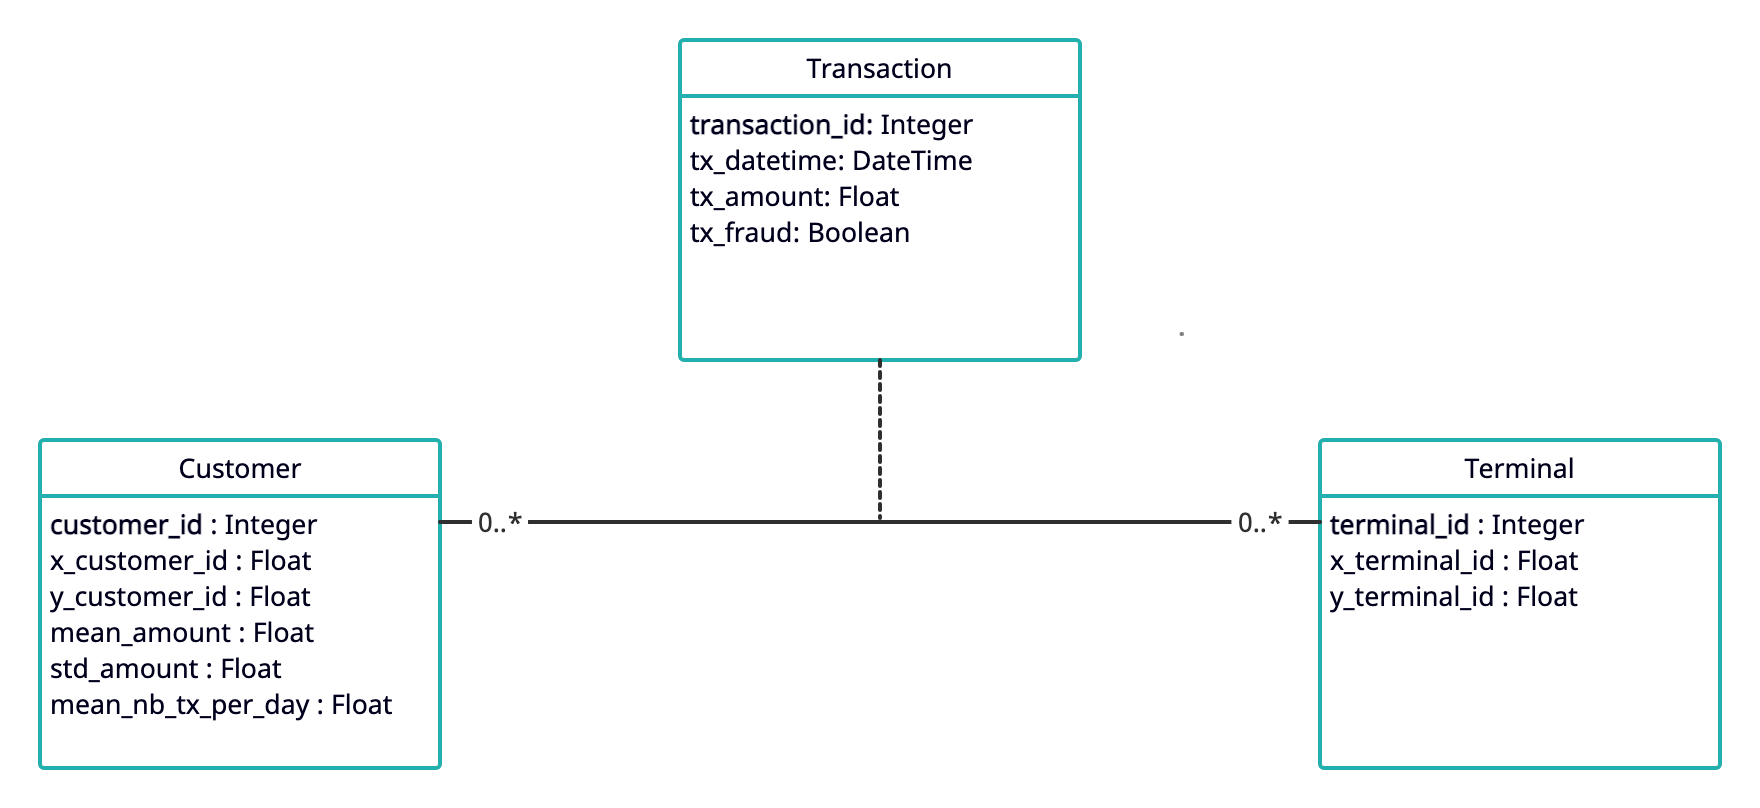 Transaction
transaction_id: Integer
tx_datetime: DateTime
tx_amount: Float
tx_fraud: Boolean
Customer
customer_id : Integer
x_customer_id : Float
y_customer_id : Float
mean_amount : Float
std_amount : Float
mean_nb_tx_per_day : Float
0..*
0..*
Terminal
terminal_id : Integer
x_terminal_id : Float
y_terminal_id : Float